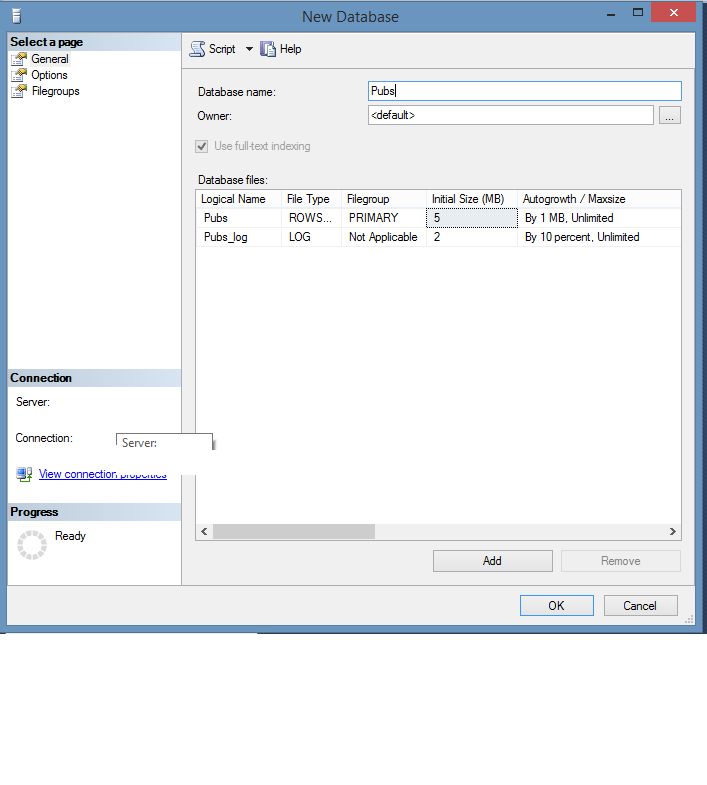 New Database
Select a page
General
Options
Filegroups
Script Help
Database name: Pubs
Owner: <default> ...
Use full-text indexing
Database files:
Logical Name File Type Filegroup Initial Size (MB) Autogrowth / Maxsize
Pubs ROWS... PRIMARY 5 By 1 MB, Unlimited
Pubs_log LOG Not Applicable 2 By 10 percent, Unlimited
Connection
Server:
Connection:
Server:
View connection properties
Progress
Ready
Add Remove
OK Cancel